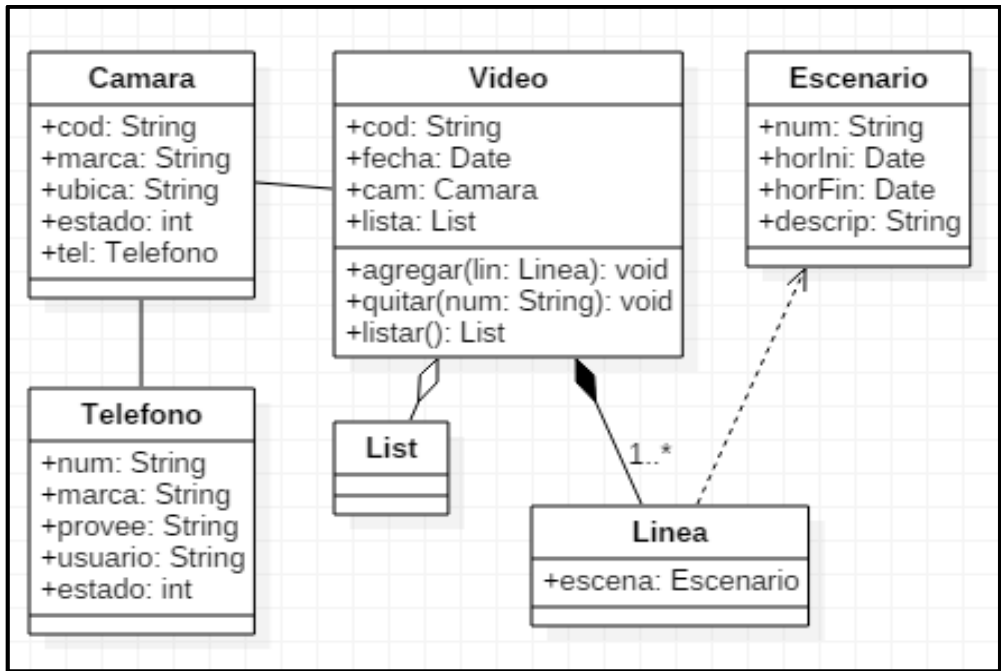 Camara
+cod: String
+marca: String
+ubica: String
+estado: int
+tel: Telefono
Video
+cod: String
+fecha: Date
+cam: Camara
+lista: List
+agregar(lin: Linea): void
+quitar(num: String): void
+listar(): List
Escenario
+num: String
+horIni: Date
+horFin: Date
+descrip: String
Telefono
+num: String
+marca: String
+provee: String
+usuario: String
+estado: int
List
1..*
Linea
+escena: Escenario